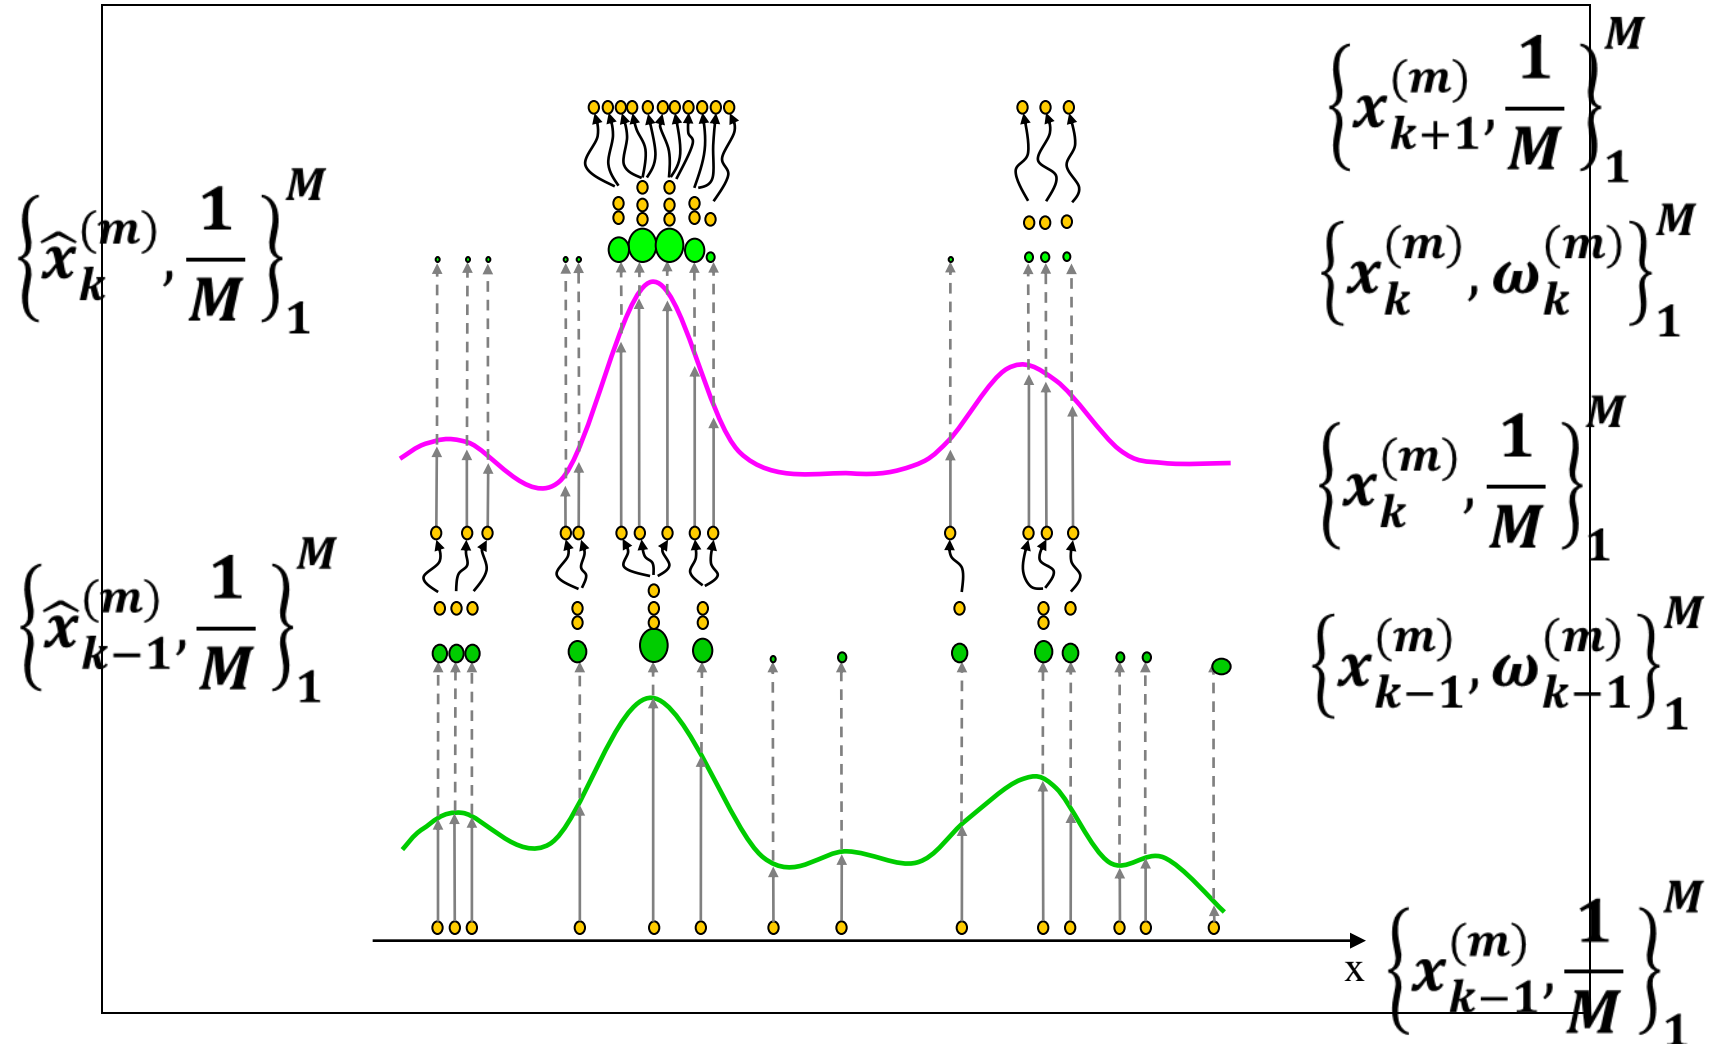 {x_{k+1}^{(m)}, 1/M}_1^M
{x̂_k^{(m)}, 1/M}_1^M
{x_k^{(m)}, ω_k^{(m)}}_1^M
{x_k^{(m)}, 1/M}_1^M
{x̂_{k−1}^{(m)}, 1/M}_1^M
{x_{k−1}^{(m)}, ω_{k−1}^{(m)}}_1^M
x
{x_{k−1}^{(m)}, 1/M}_1^M